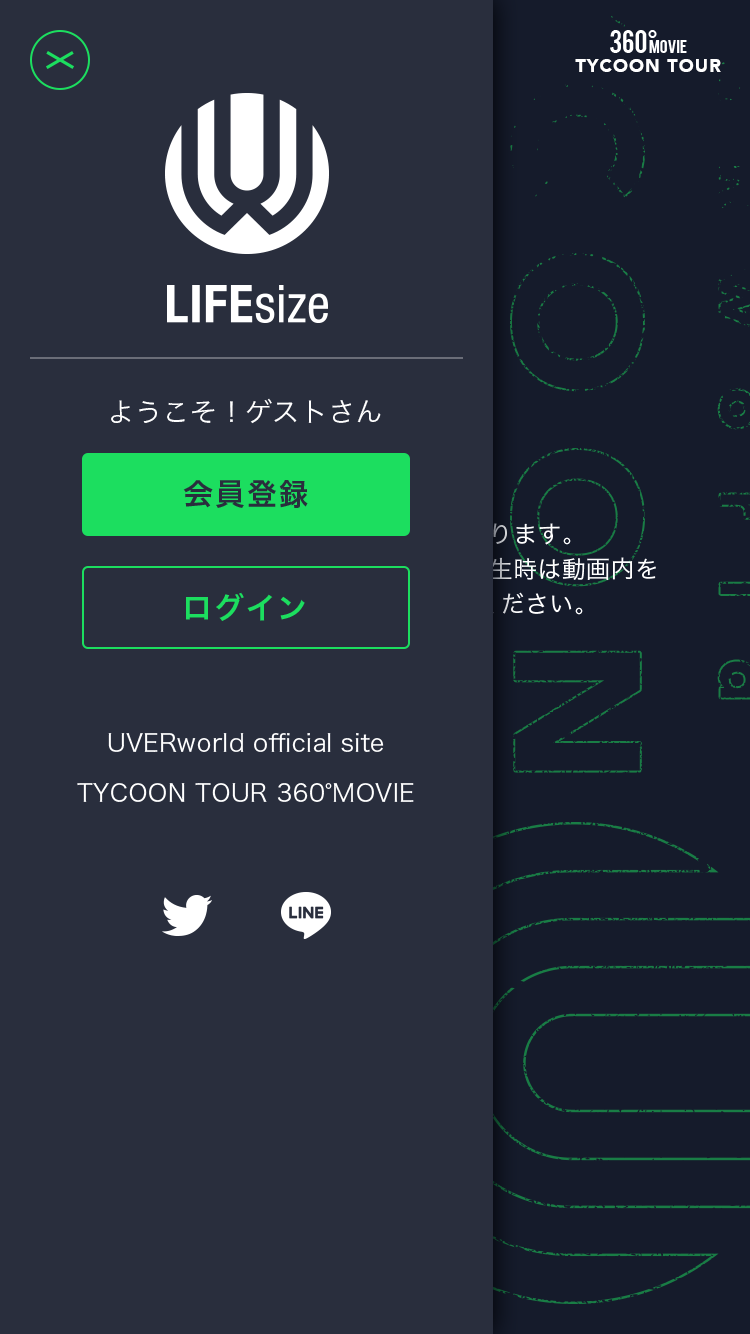 360°MOVIE
TYCOON TOUR
LIFEsize
ようこそ！ゲストさん
会員登録
ログイン
ります。
生時は動画内を
ださい。
UVERworld official site
TYCOON TOUR 360°MOVIE
LINE